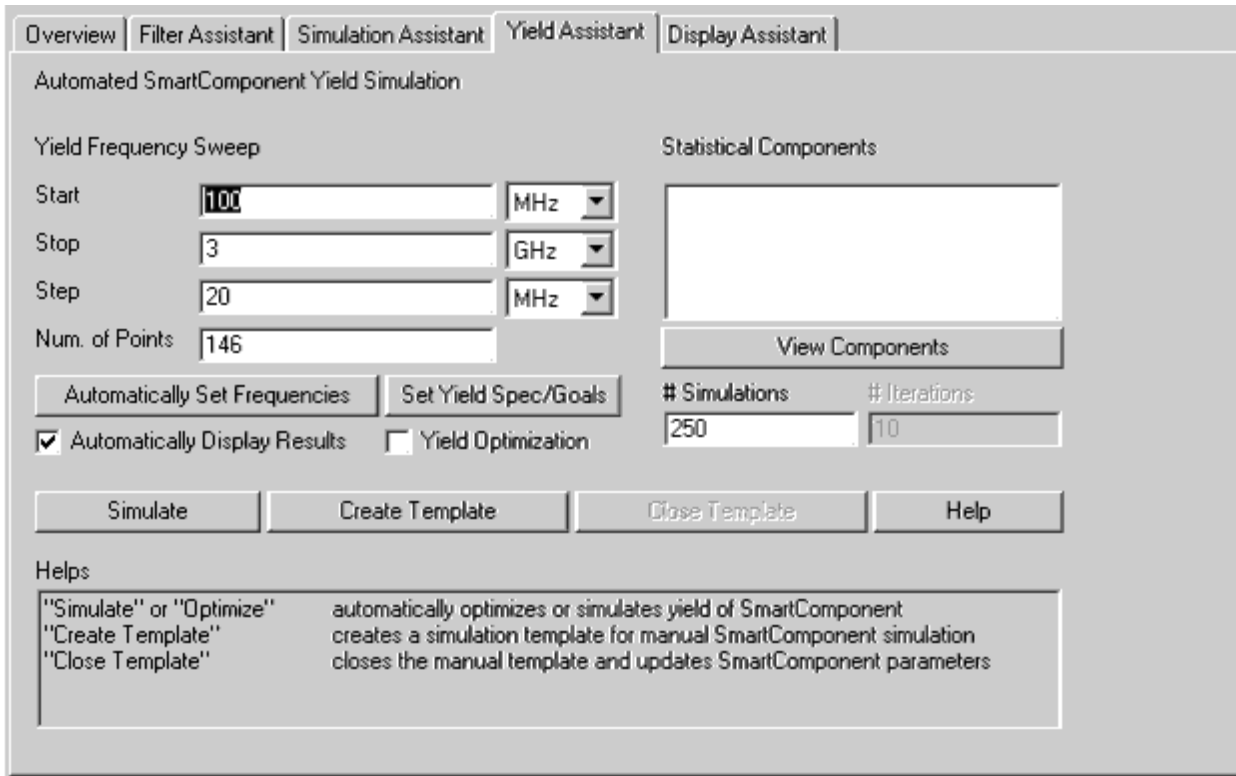 Overview Filter Assistant Simulation Assistant Yield Assistant Display Assistant
Automated SmartComponent Yield Simulation
Yield Frequency Sweep
Start 100 MHz
Stop 3 GHz
Step 20 MHz
Num. of Points 146
Automatically Set Frequencies Set Yield Spec/Goals
Automatically Display Results Yield Optimization
Statistical Components
View Components
# Simulations # Iterations
250 10
Simulate Create Template Close Template Help
Helps
"Simulate" or "Optimize" automatically optimizes or simulates yield of SmartComponent
"Create Template" creates a simulation template for manual SmartComponent simulation
"Close Template" closes the manual template and updates SmartComponent parameters